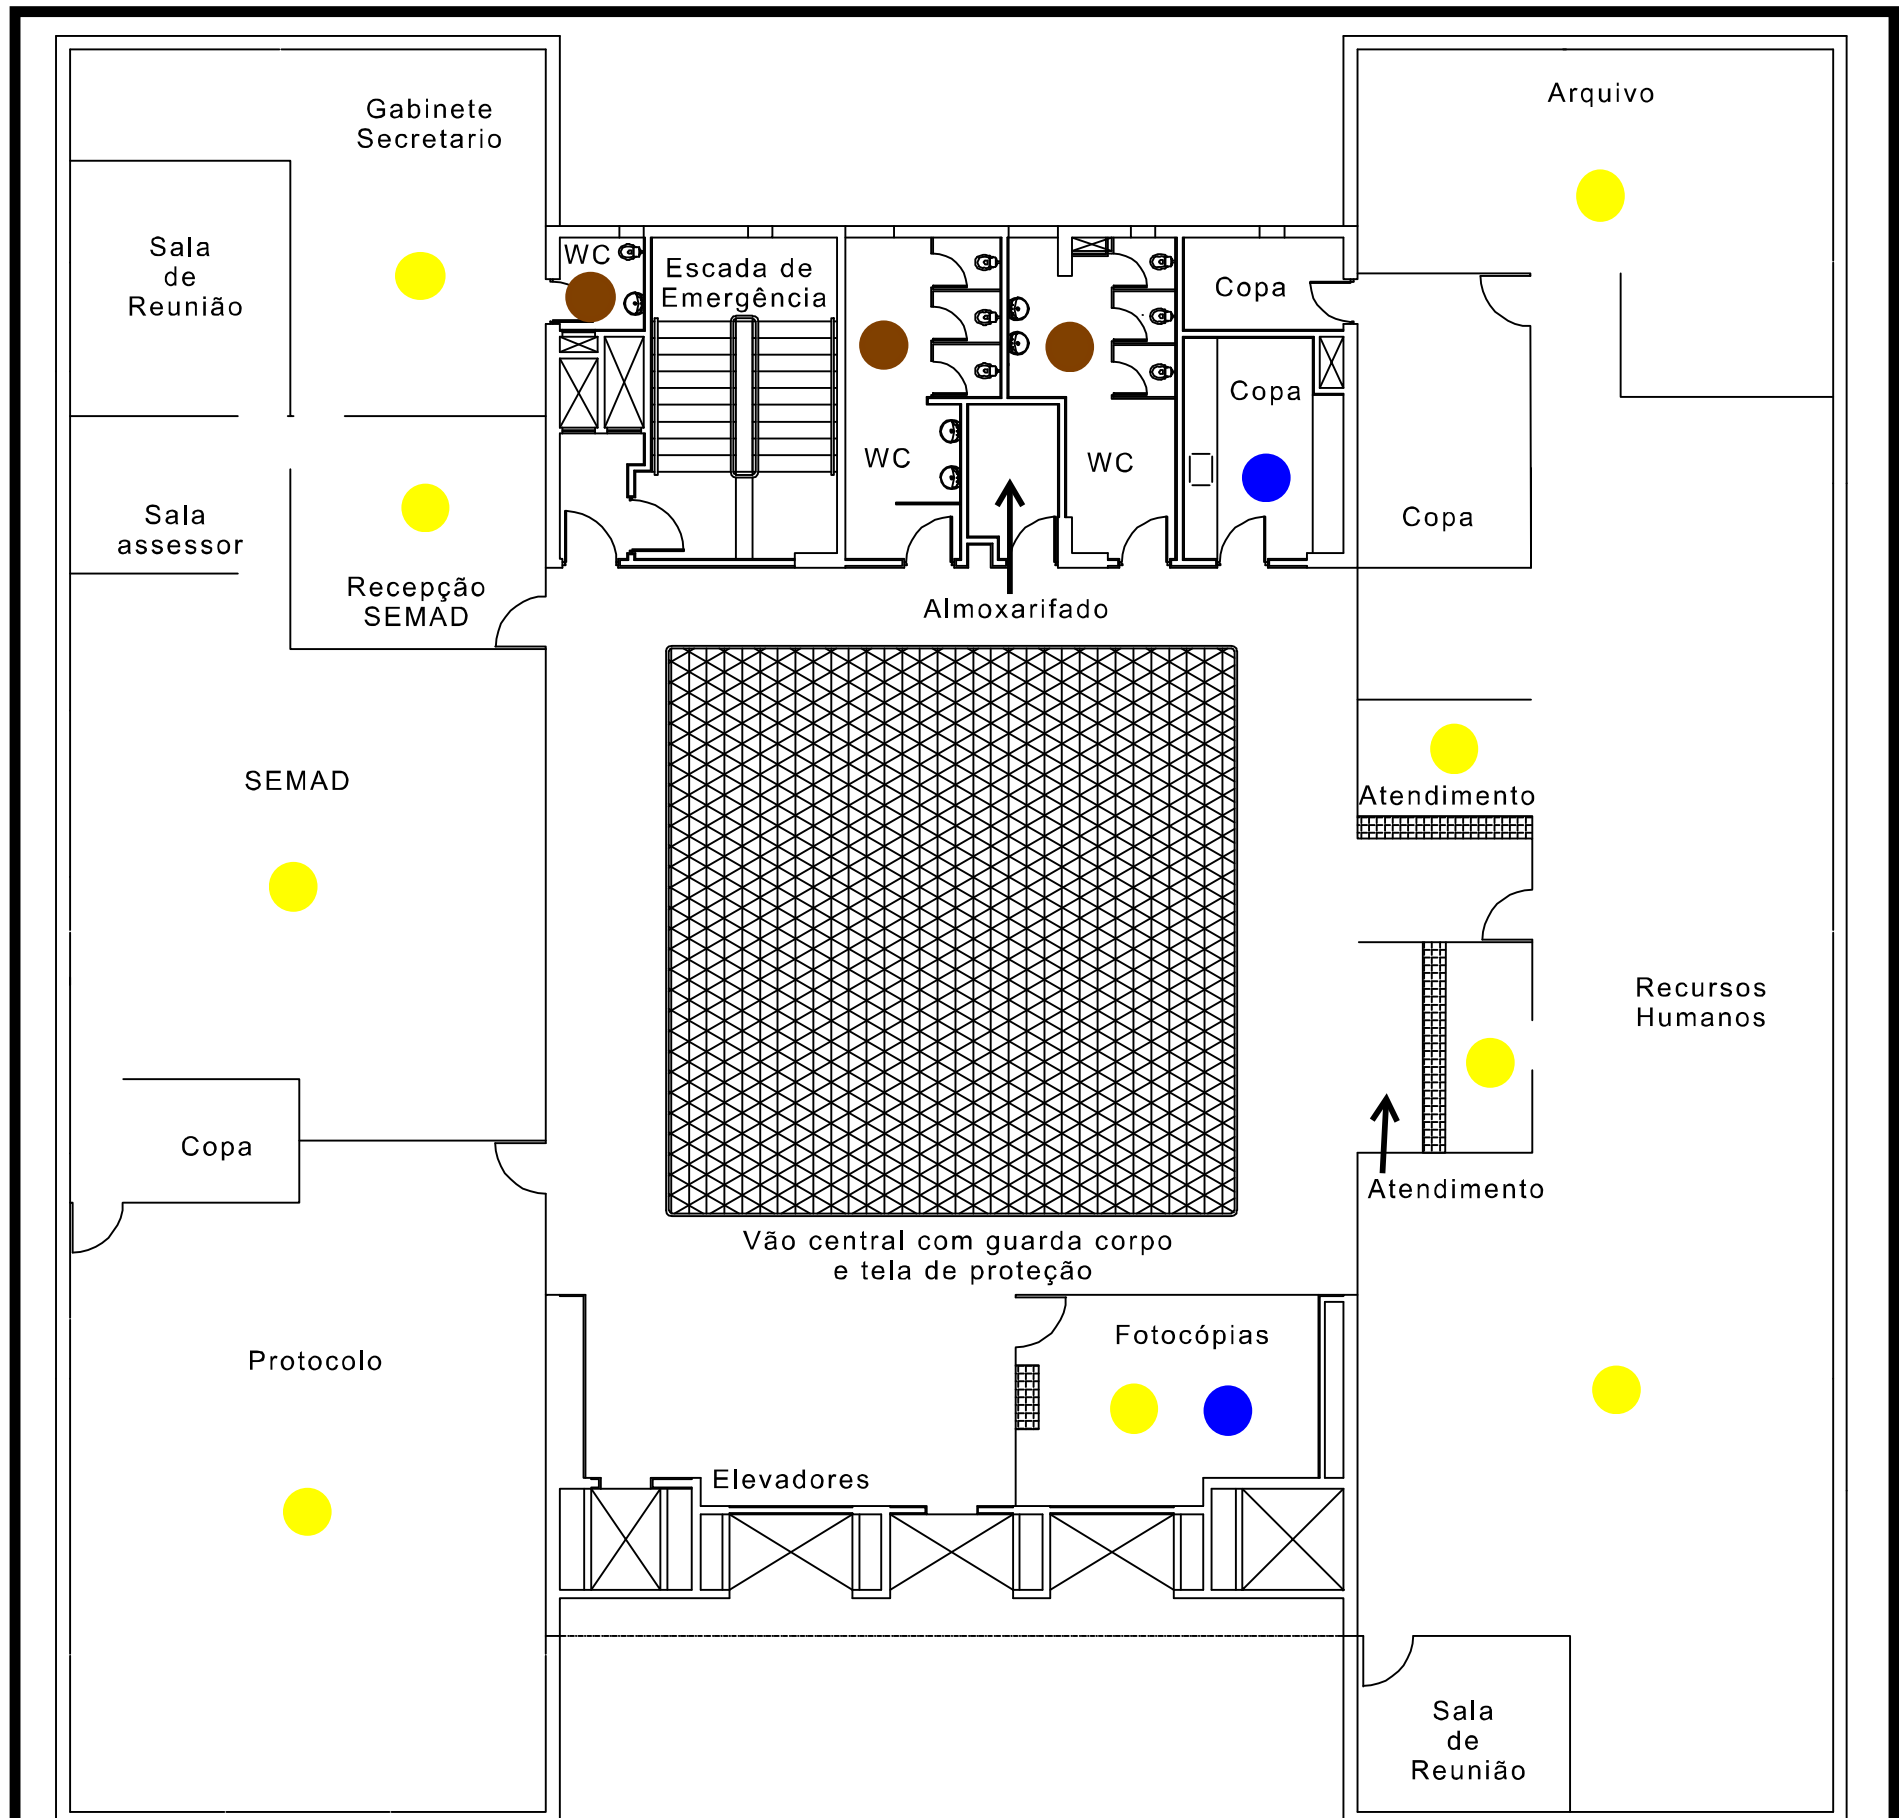 Gabinete
Secretario
Arquivo
Sala
de
Reunião
WC
Escada de
Emergência
Copa
Copa
WC
WC
Sala
assessor
Copa
Recepção
SEMAD
Almoxarifado
SEMAD
Atendimento
Recursos
Humanos
Copa
Atendimento
Vão central com guarda corpo
e tela de proteção
Fotocópias
Protocolo
Elevadores
Sala
de
Reunião